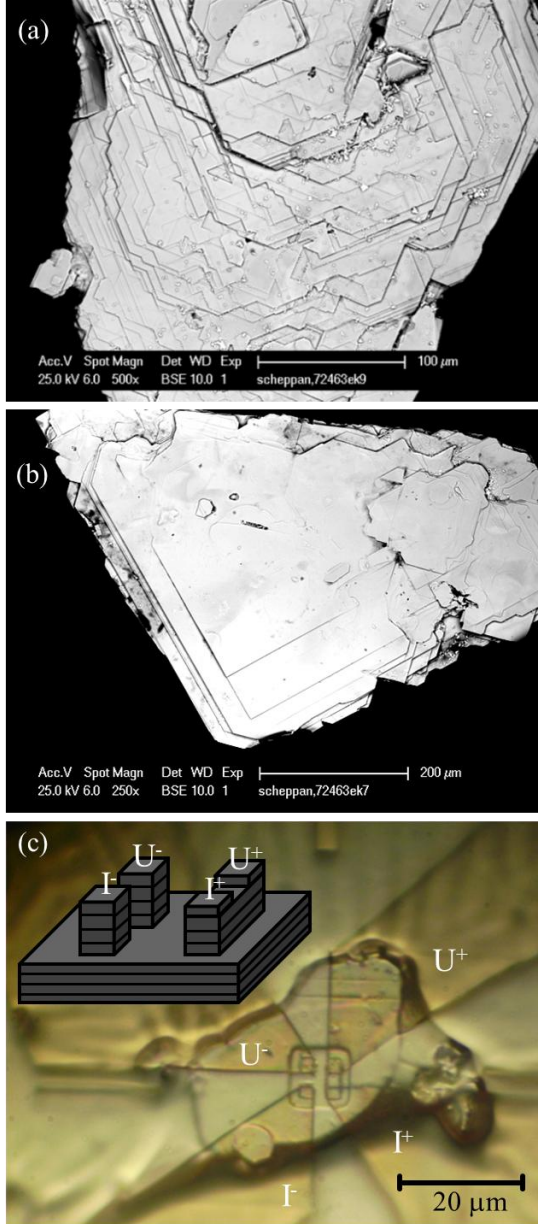 (a)
Acc.V Spot Magn Det WD Exp
100 µm
25.0 kV 6.0 500x BSE 10.0 1 scheppan,72463ek9
(b)
Acc.V Spot Magn Det WD Exp
200 µm
25.0 kV 6.0 250x BSE 10.0 1 scheppan,72463ek7
(c)
U⁻ U⁺
I⁻ I⁺
U⁺
U⁻
I⁺
I⁻
20 µm